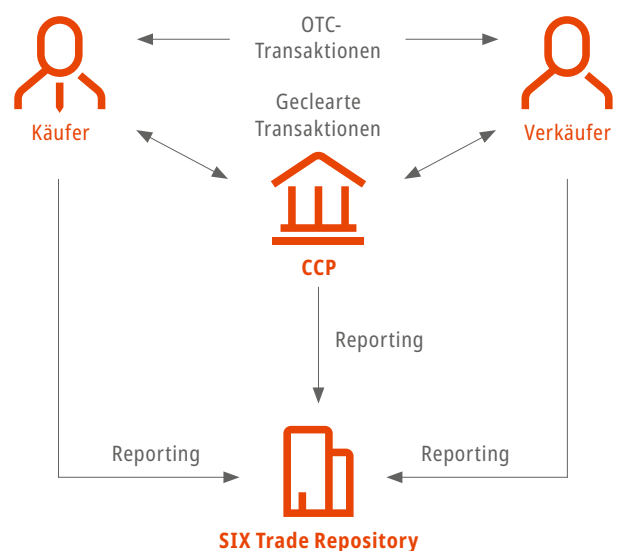 OTC-
Transaktionen
Geclearte
Transaktionen
Käufer
Verkäufer
CCP
Reporting
Reporting
Reporting
SIX Trade Repository